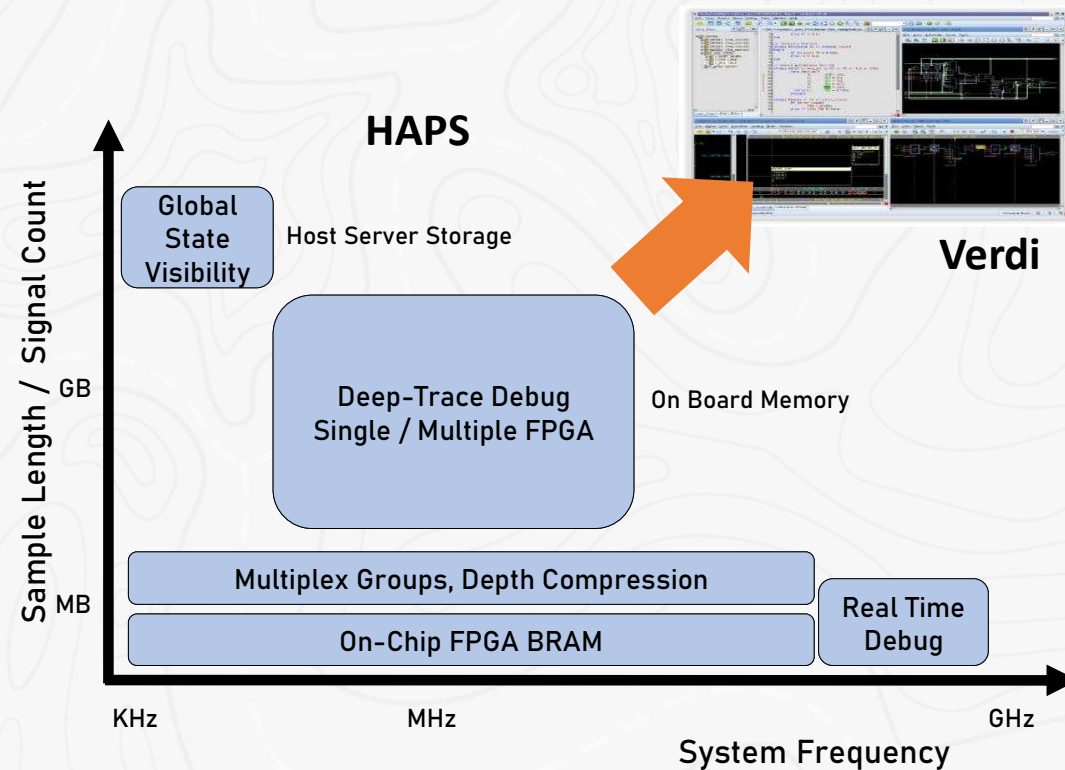 HAPS
Verdi
Sample Length / Signal Count
GB
MB
Global
State
Visibility
Host Server Storage
Deep-Trace Debug
Single / Multiple FPGA
On Board Memory
Multiplex Groups, Depth Compression
On-Chip FPGA BRAM
Real Time
Debug
KHz
MHz
GHz
System Frequency